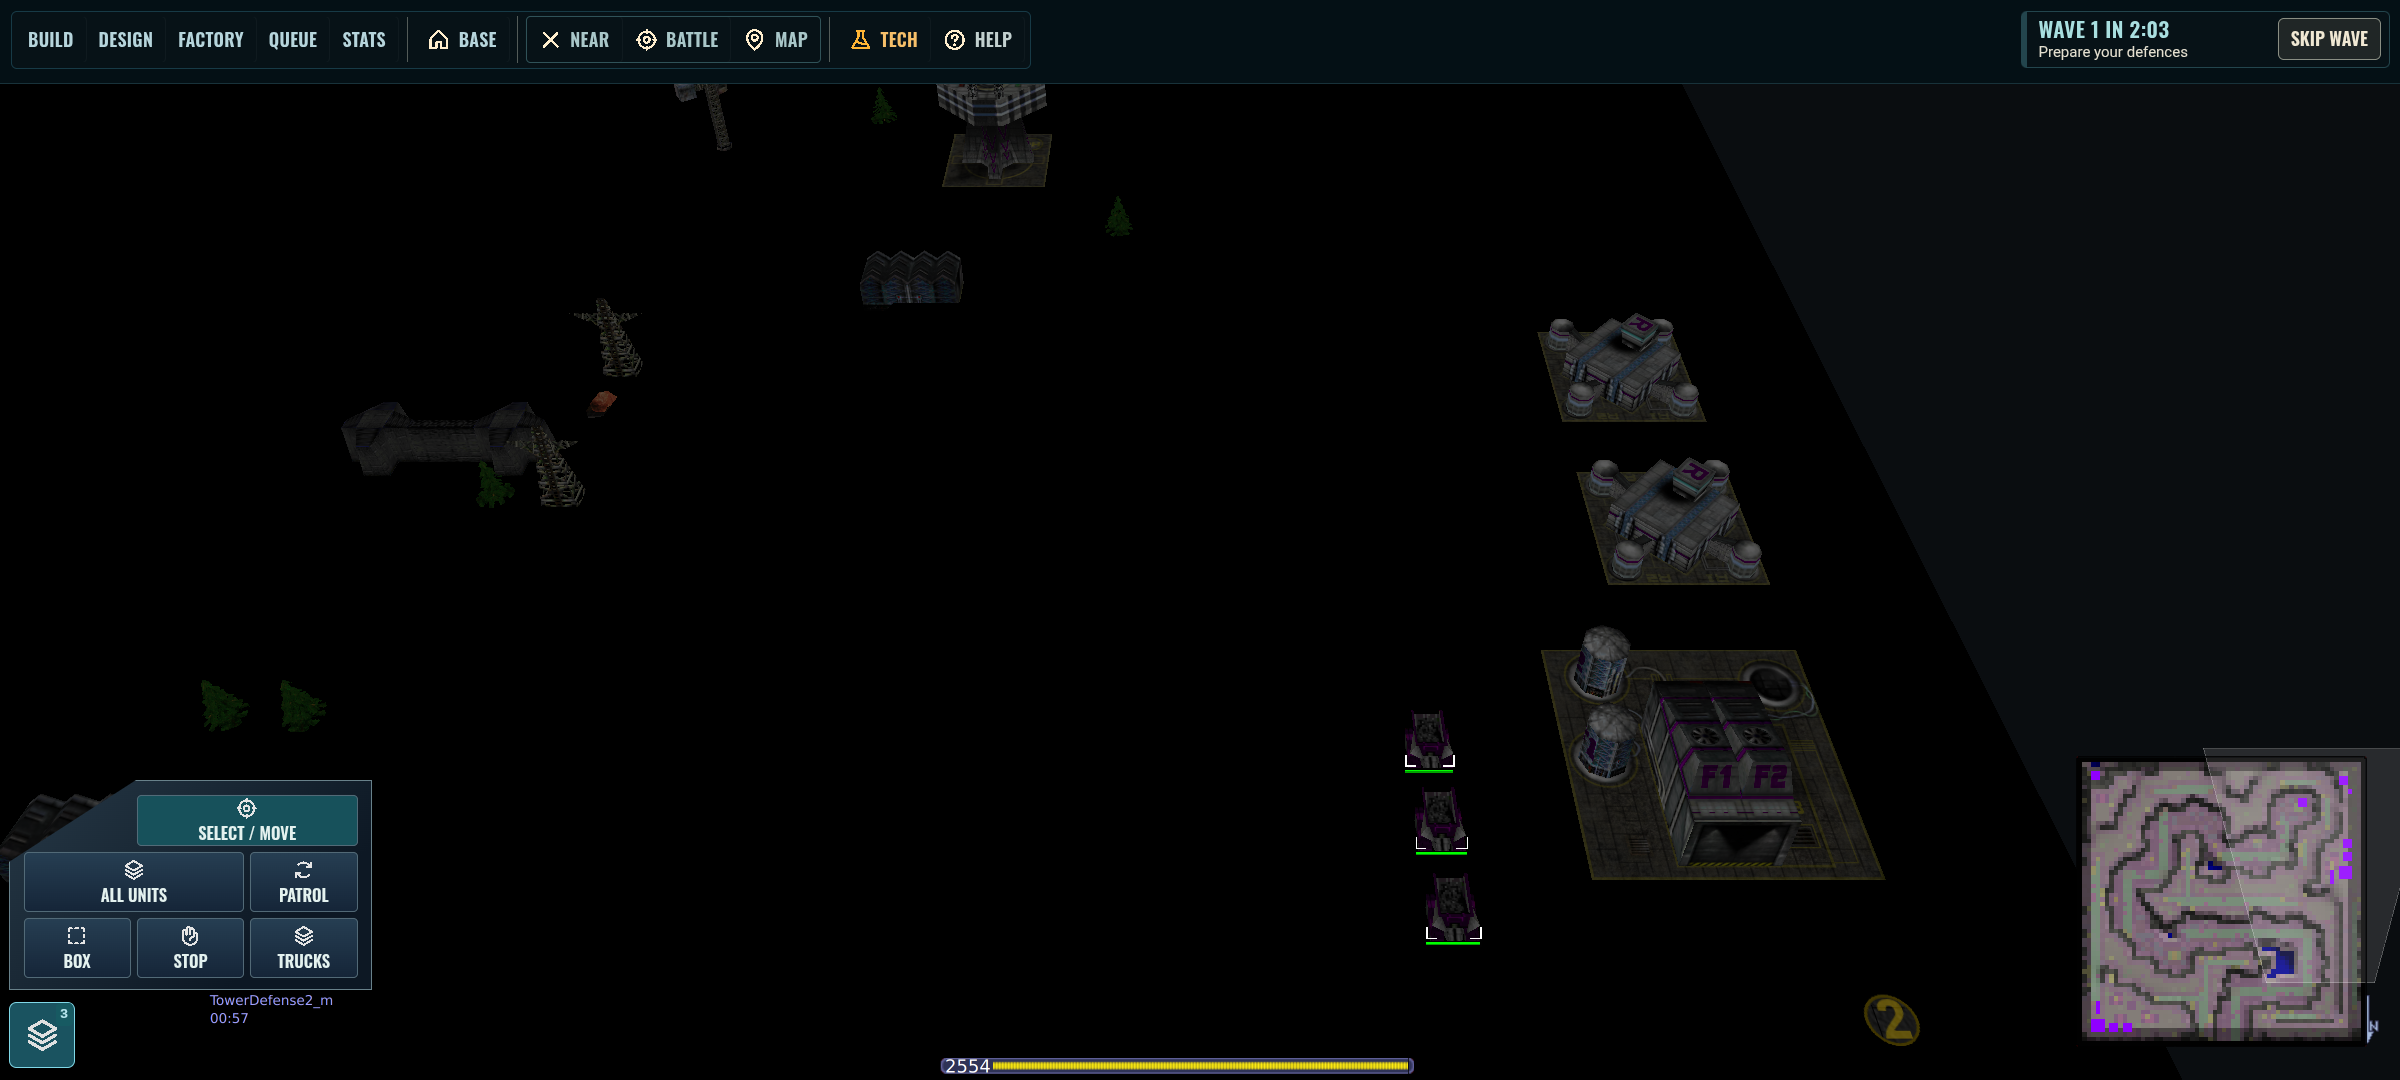 BUILD
DESIGN
FACTORY
QUEUE
STATS
BASE
NEAR
BATTLE
MAP
TECH
HELP
WAVE 1 IN 2:03
Prepare your defences
SKIP WAVE
R
R
F1 F2
SELECT / MOVE
ALL UNITS
PATROL
BOX
STOP
TRUCKS
3
TowerDefense2_m
00:57
2554
2
N